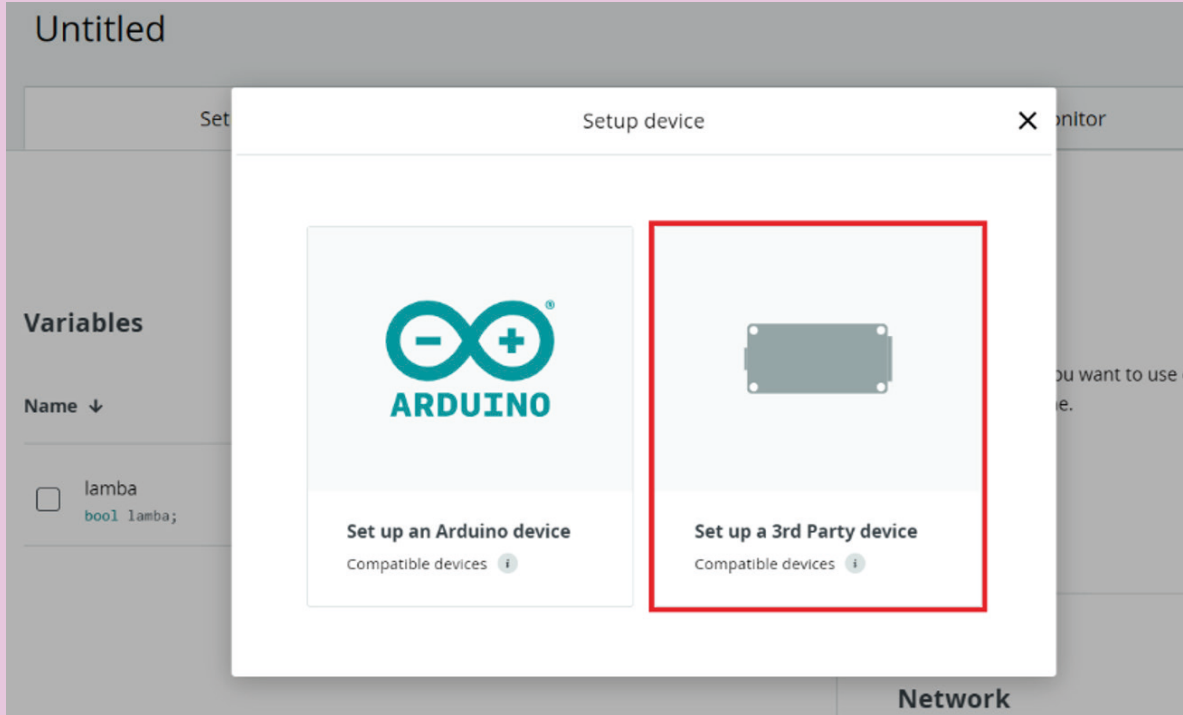 Untitled
Set
Setup device
onitor
Variables
Name
lamba
bool lamba;
ARDUINO
Set up an Arduino device
Compatible devices i
Set up a 3rd Party device
Compatible devices i
ou want to use
e.
Network